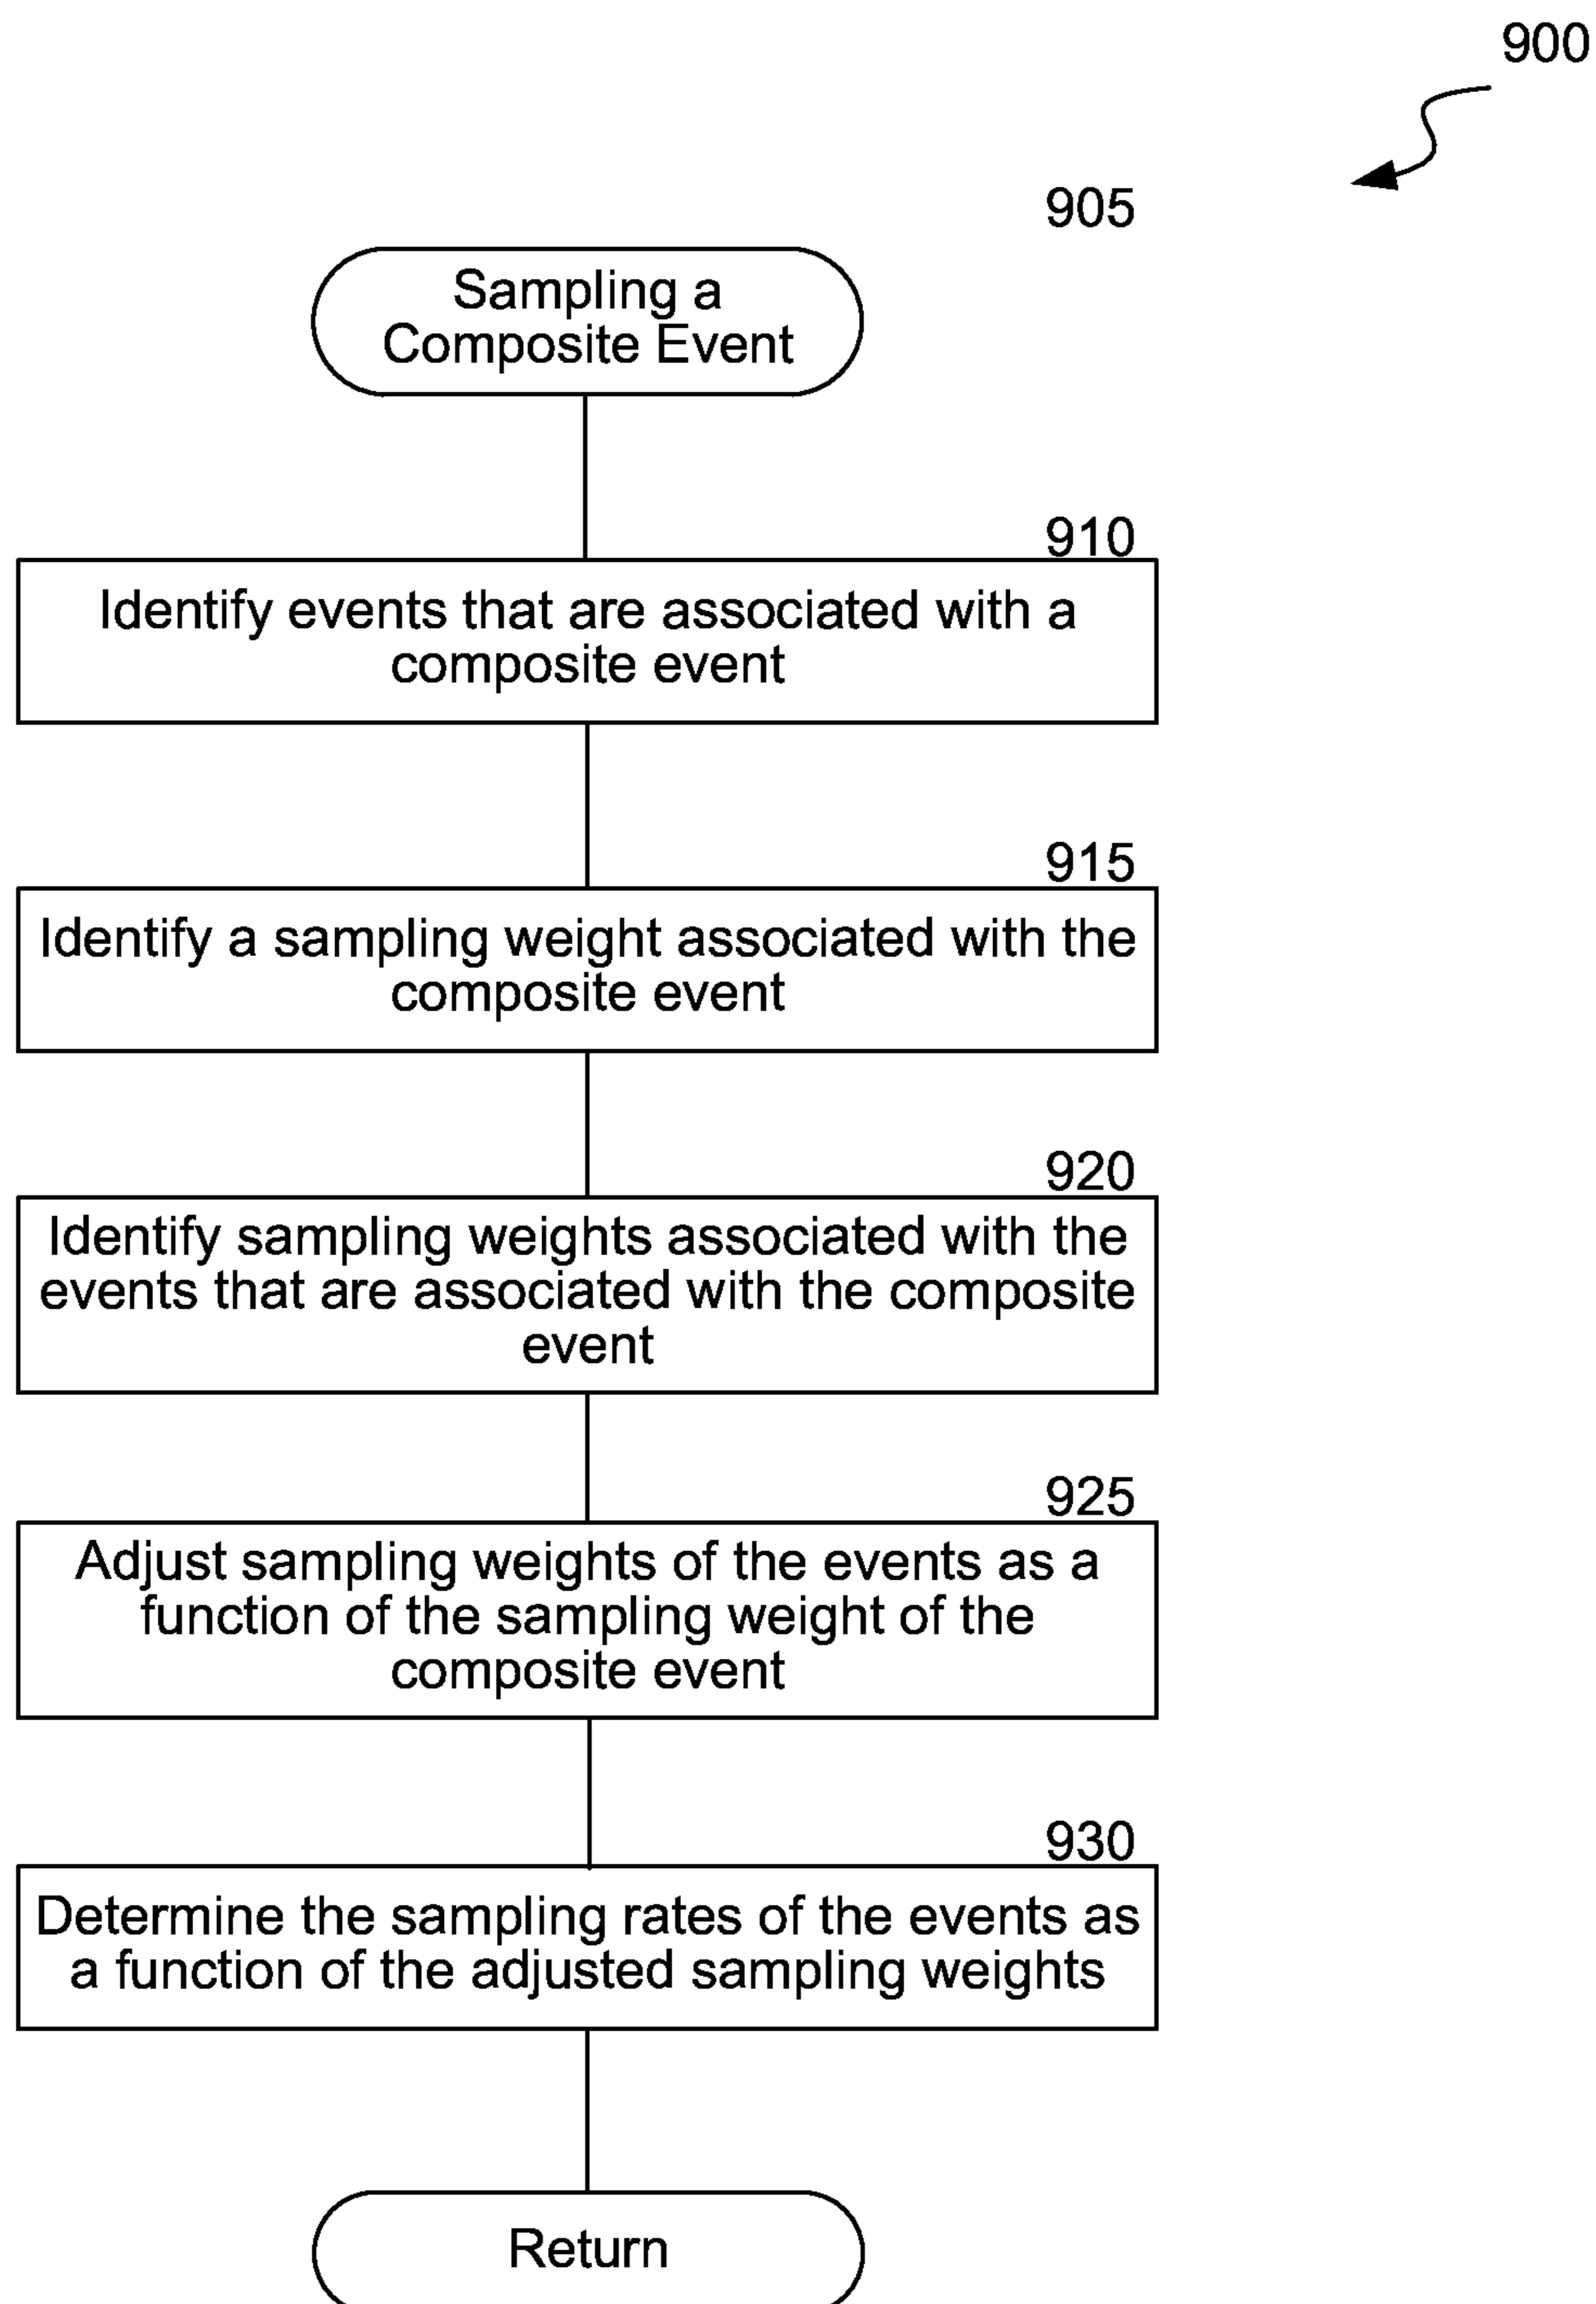 900
905
Sampling a
Composite Event
910
Identify events that are associated with a
composite event
915
Identify a sampling weight associated with the
composite event
920
Identify sampling weights associated with the
events that are associated with the composite
event
925
Adjust sampling weights of the events as a
function of the sampling weight of the
composite event
930
Determine the sampling rates of the events as
a function of the adjusted sampling weights
Return